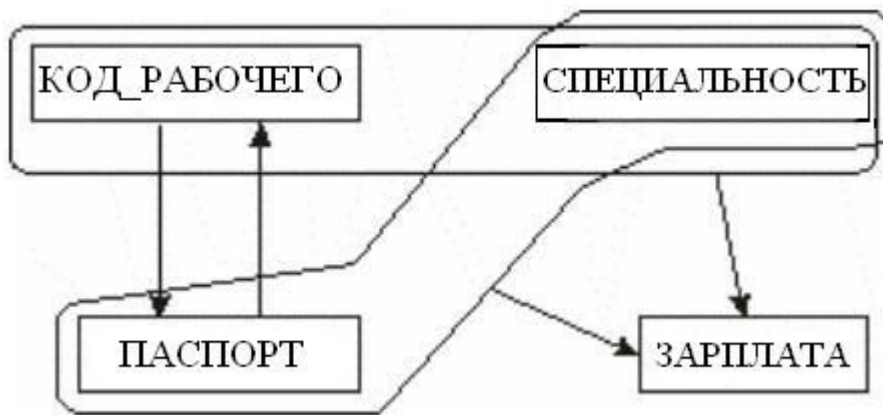 КОД_РАБОЧЕГО
СПЕЦИАЛЬНОСТЬ
ПАСПОРТ
ЗАРПЛАТА